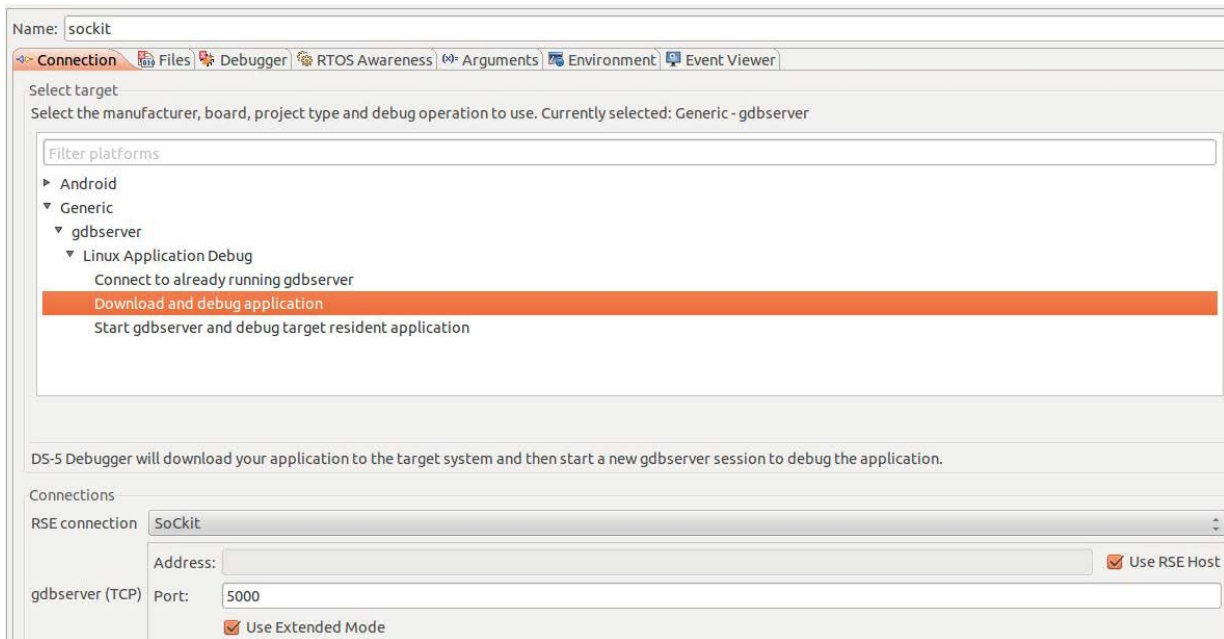 Name: sockit
Connection Files Debugger RTOS Awareness Arguments Environment Event Viewer
Select target
Select the manufacturer, board, project type and debug operation to use. Currently selected: Generic - gdbserver
Filter platforms
Android
Generic
gdbserver
Linux Application Debug
Connect to already running gdbserver
Download and debug application
Start gdbserver and debug target resident application
DS-5 Debugger will download your application to the target system and then start a new gdbserver session to debug the application.
Connections
RSE connection SoCkit
Address: Use RSE Host
gdbserver (TCP) Port: 5000
Use Extended Mode